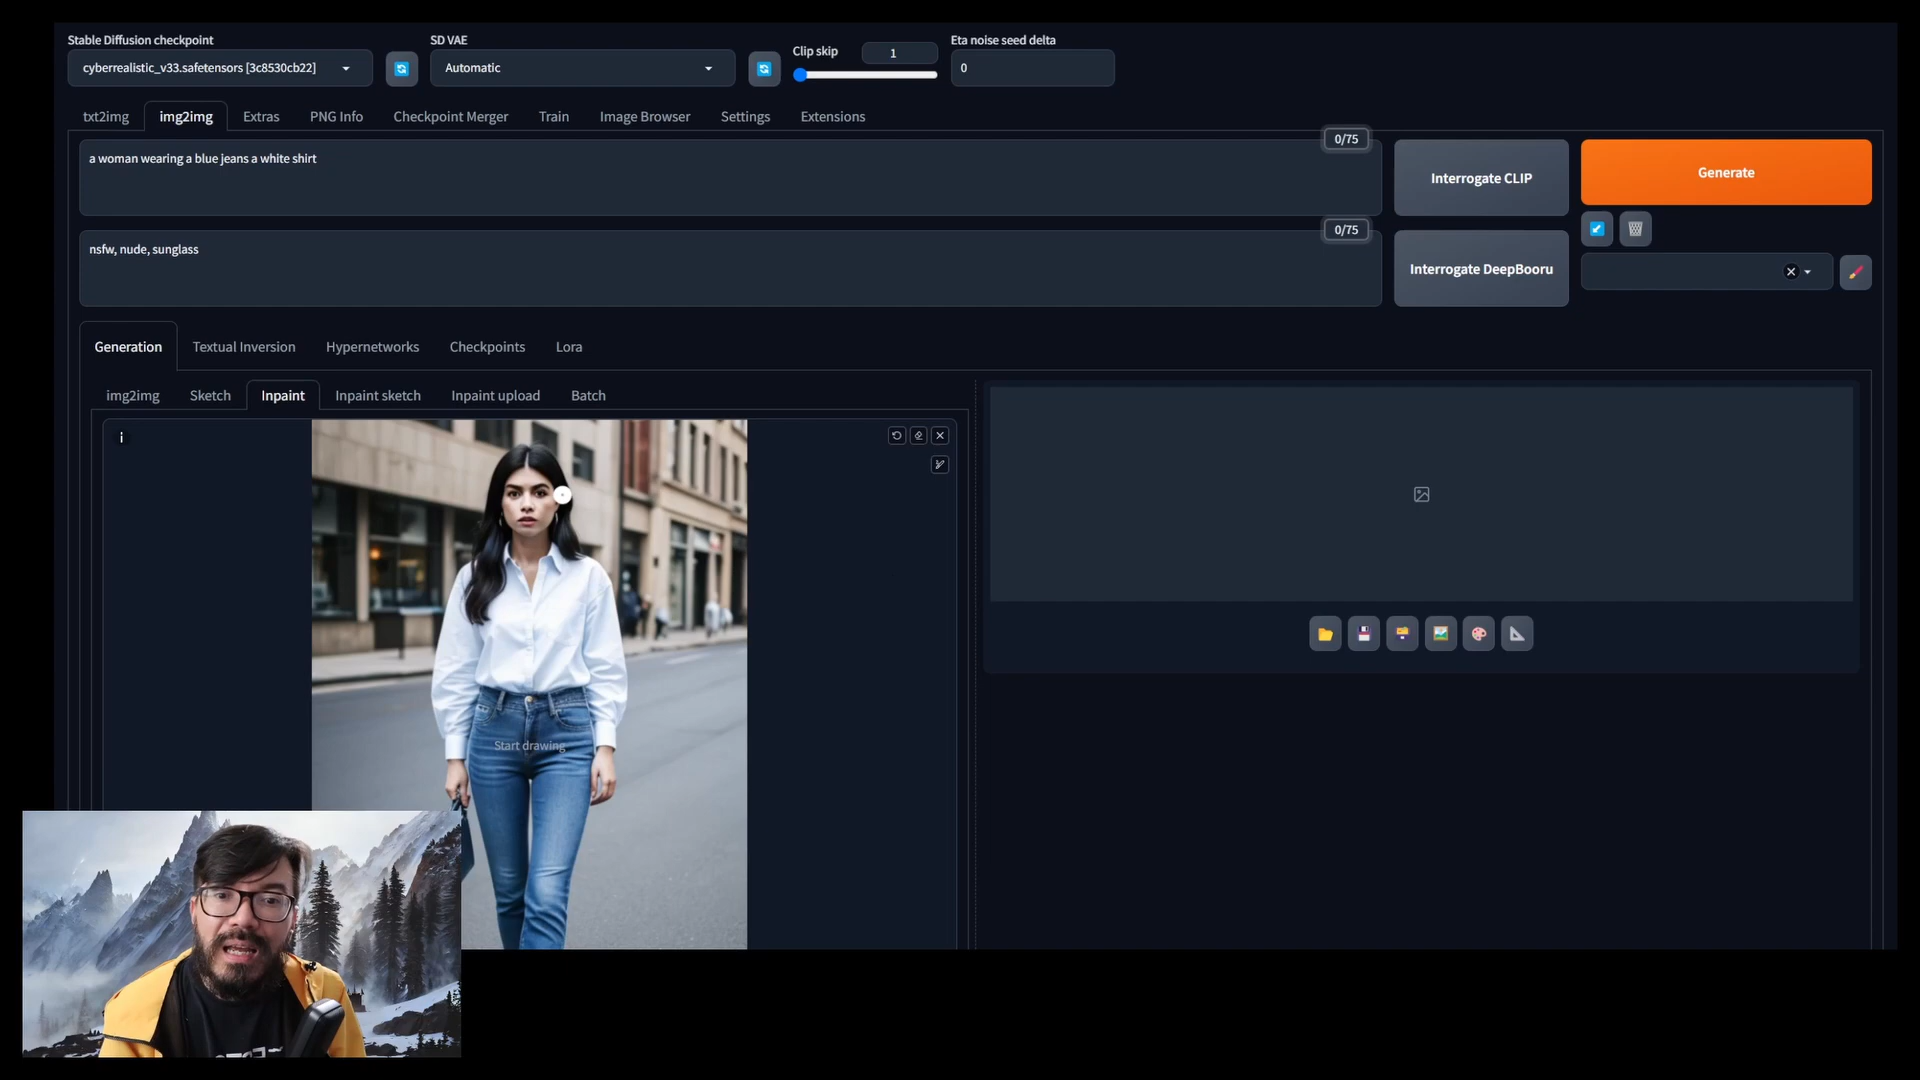 Stable Diffusion checkpoint
SD VAE
Clip skip
1
Eta noise seed delta
cyberrealistic_v33.safetensors [3c8530cb22]
Automatic
0
txt2img
img2img
Extras
PNG Info
Checkpoint Merger
Train
Image Browser
Settings
Extensions
0/75
a woman wearing a blue jeans a white shirt
Interrogate CLIP
Generate
0/75
nsfw, nude, sunglass
Interrogate DeepBooru
Generation
Textual Inversion
Hypernetworks
Checkpoints
Lora
img2img
Sketch
Inpaint
Inpaint sketch
Inpaint upload
Batch
i
Start drawing